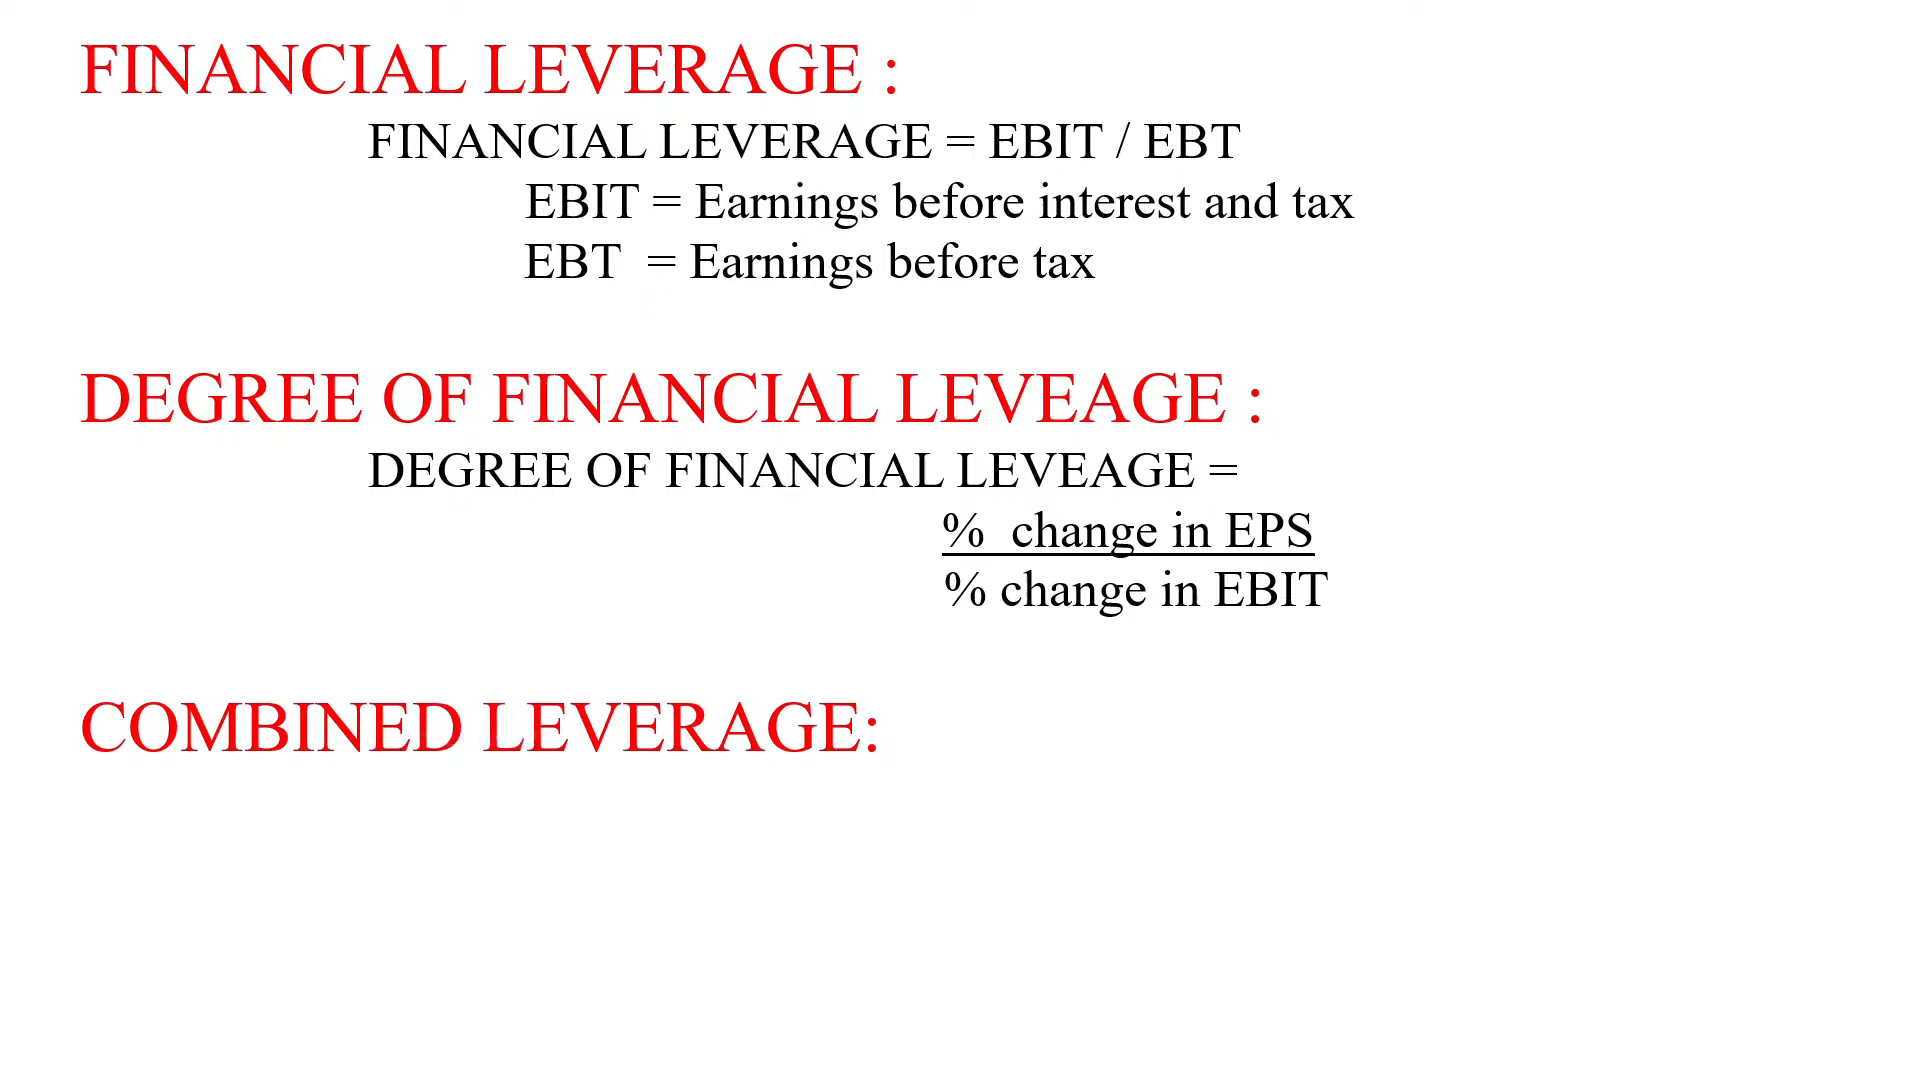 FINANCIAL LEVERAGE :
FINANCIAL LEVERAGE = EBIT / EBT
EBIT = Earnings before interest and tax
EBT  = Earnings before tax
DEGREE OF FINANCIAL LEVEAGE :
DEGREE OF FINANCIAL LEVEAGE =
%  change in EPS
% change in EBIT
COMBINED LEVERAGE: